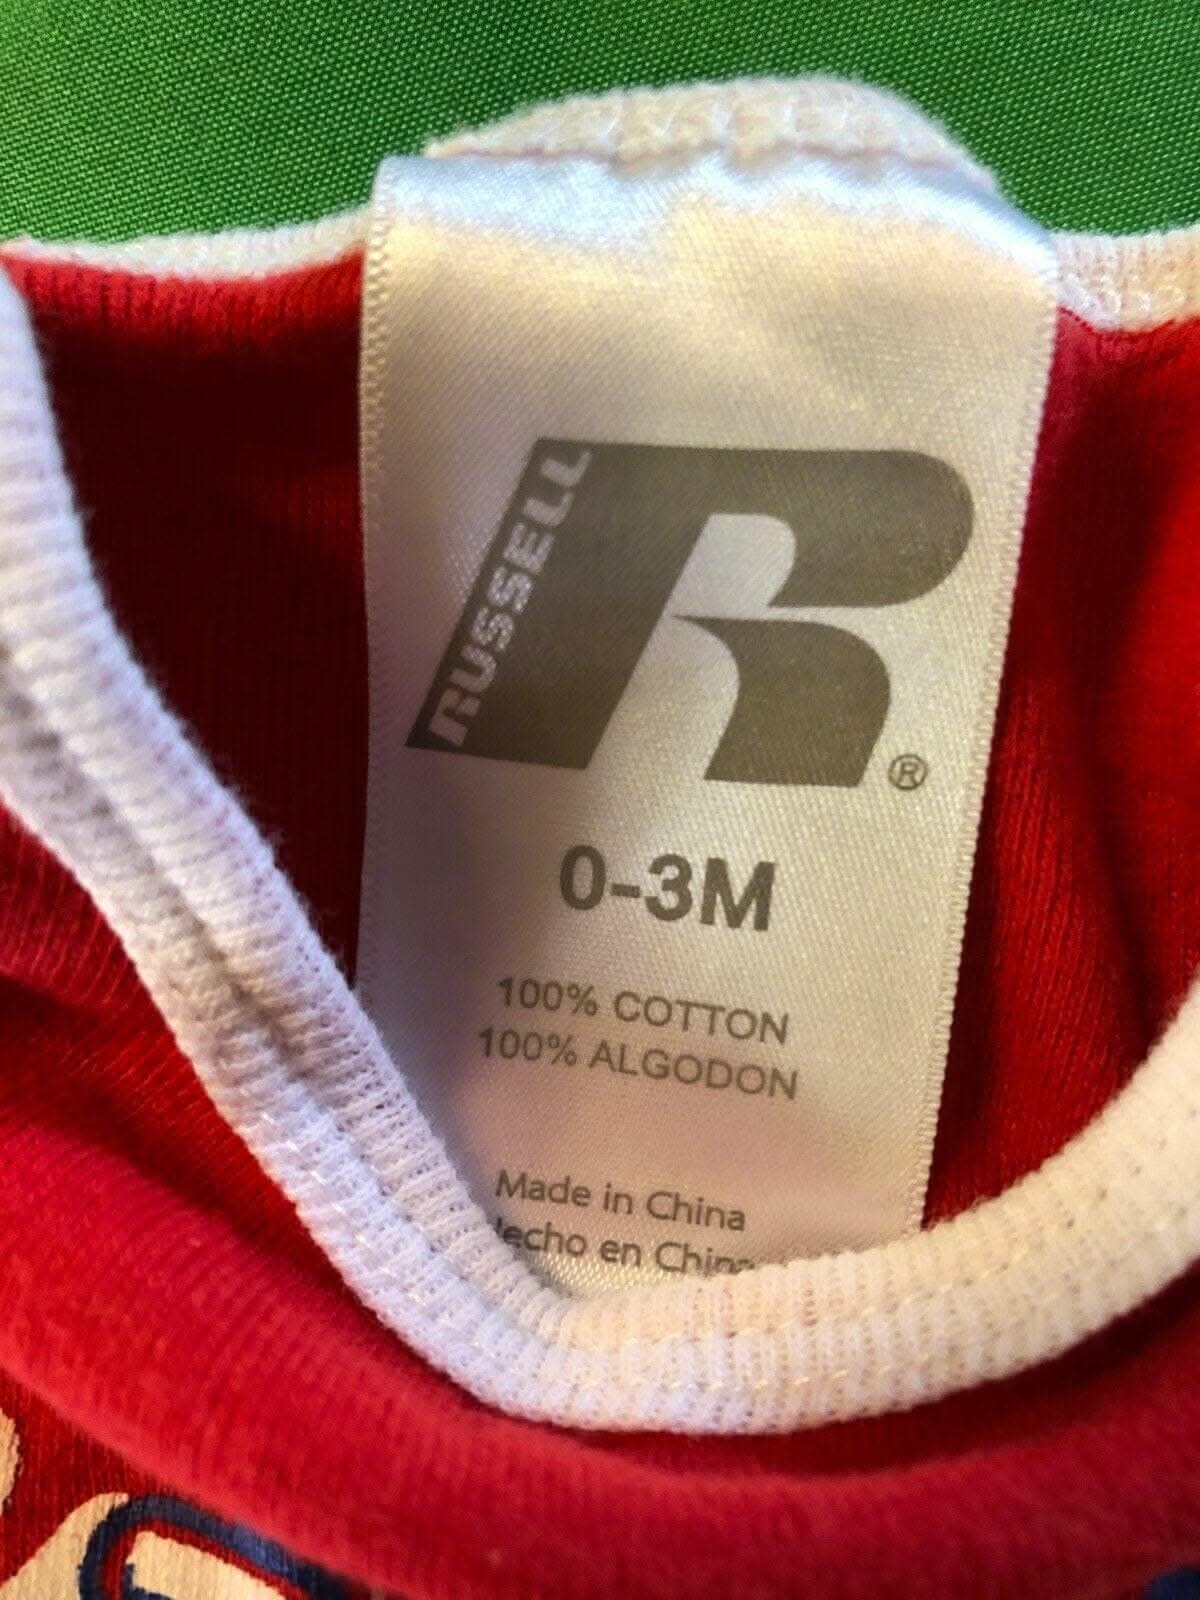 RUSSELL
R
®
0-3M
100% COTTON
100% ALGODON
Made in China
en